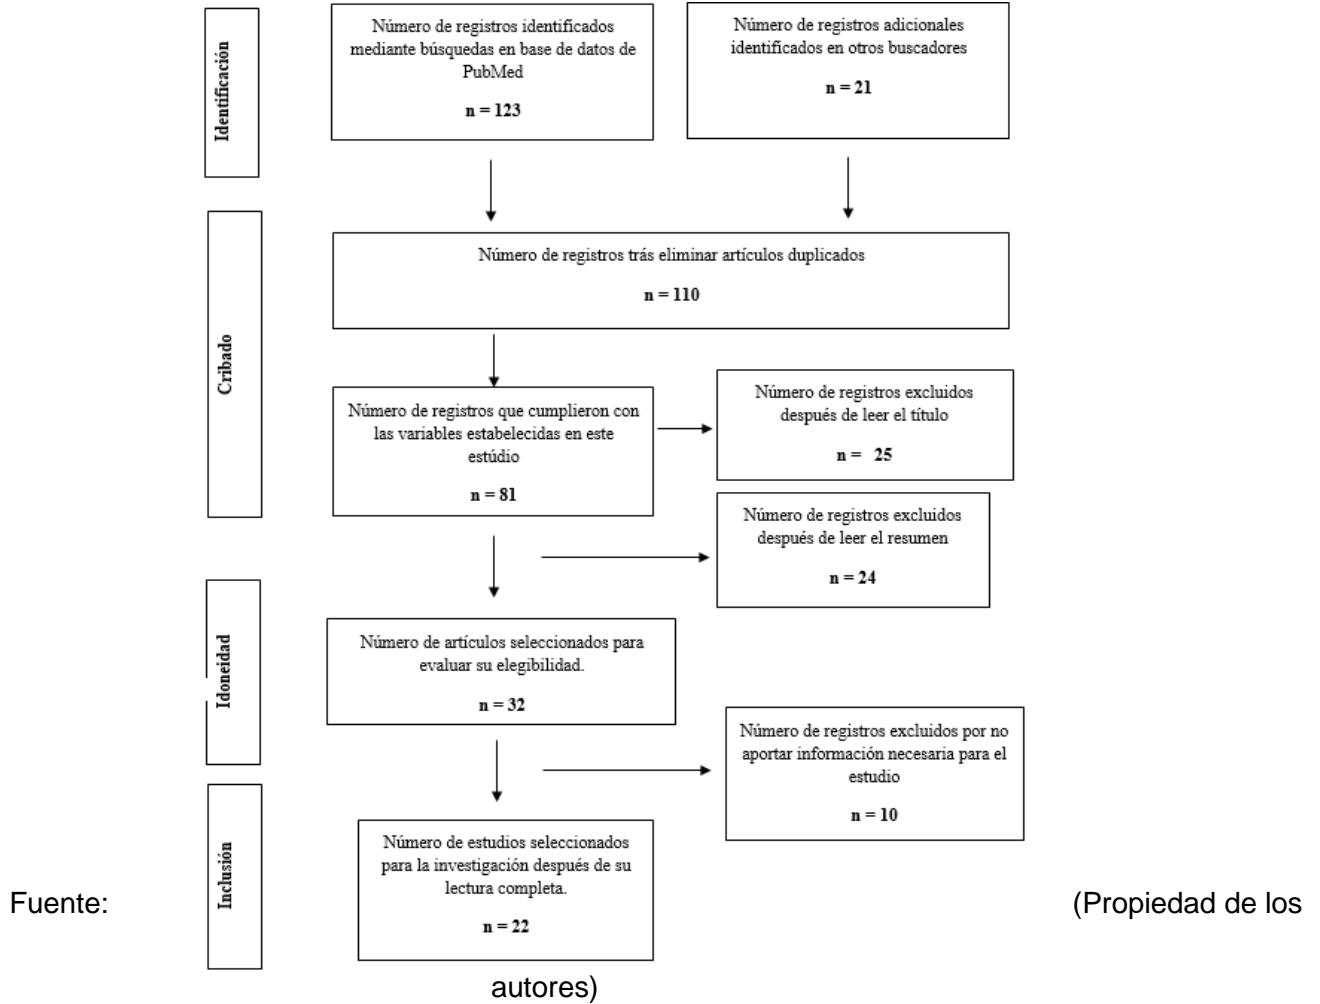 Identificación
Número de registros identificados
mediante búsquedas en base de datos de
PubMed
n = 123
Número de registros adicionales
identificados en otros buscadores
n = 21
Cribado
Número de registros trás eliminar artículos duplicados
n = 110
Número de registros que cumplieron con
las variables establecidas en este
estúdio
n = 81
Número de registros excluidos
después de leer el título
n =   25
Número de registros excluidos
después de leer el resumen
n = 24
Idoneidad
Número de artículos seleccionados para
evaluar su elegibilidad.
n = 32
Número de registros excluidos por no
aportar información necesaria para el
estudio
n = 10
Inclusión
Número de estudios seleccionados
para la investigación después de su
lectura completa.
n = 22
Fuente: (Propiedad de los
autores)